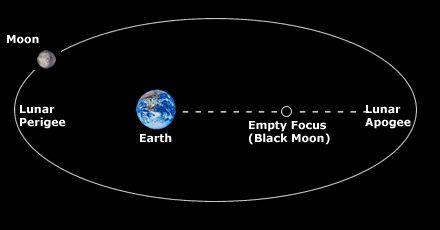 Moon
Lunar
Perigee
Earth
Empty Focus
(Black Moon)
Lunar
Apogee